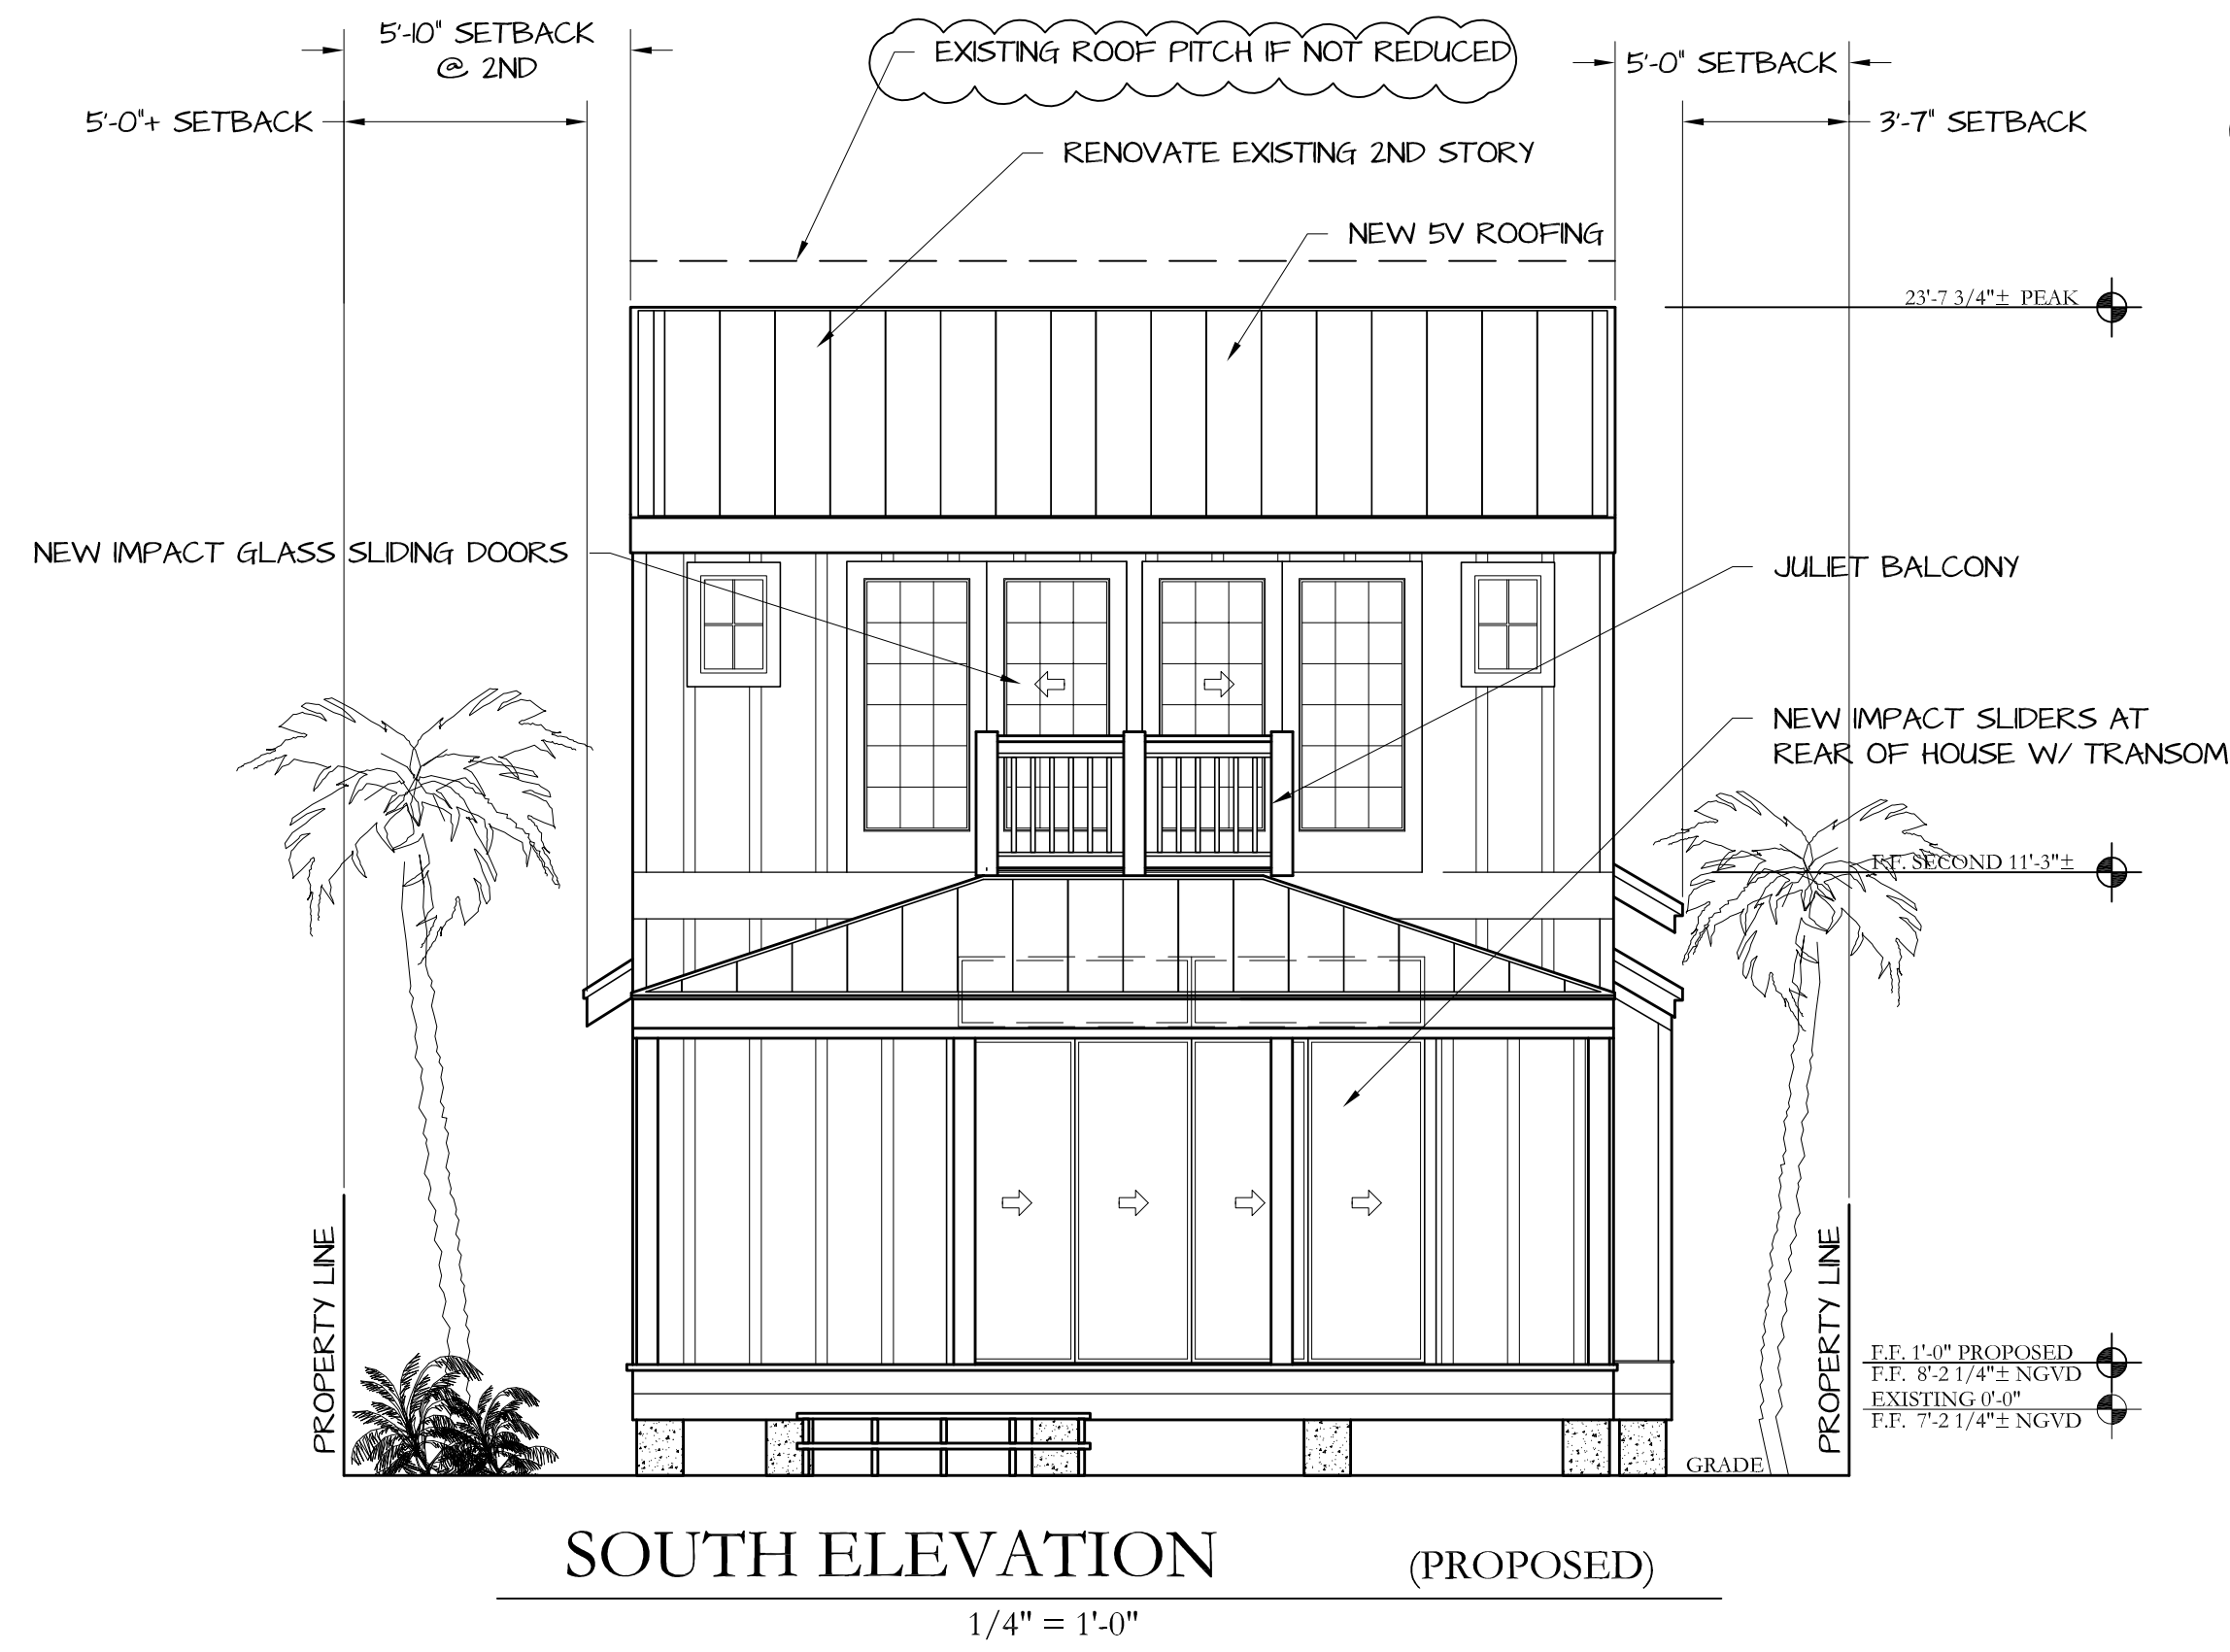 5'-10" SETBACK
@ 2ND
EXISTING ROOF PITCH IF NOT REDUCED
5'-0" SETBACK
5'-0"+ SETBACK
3'-7" SETBACK
RENOVATE EXISTING 2ND STORY
NEW 5V ROOFING
23'-7 3/4"± PEAK
NEW IMPACT GLASS SLIDING DOORS
JULIET BALCONY
NEW IMPACT SLIDERS AT
REAR OF HOUSE W/ TRANSOM
F.F. SECOND 11'-3"±
PROPERTY LINE
PROPERTY LINE
F.F. 1'-0" PROPOSED
F.F. 8'-2 1/4"± NGVD
EXISTING 0'-0"
F.F. 7'-2 1/4"± NGVD
GRADE
SOUTH ELEVATION (PROPOSED)
1/4" = 1'-0"